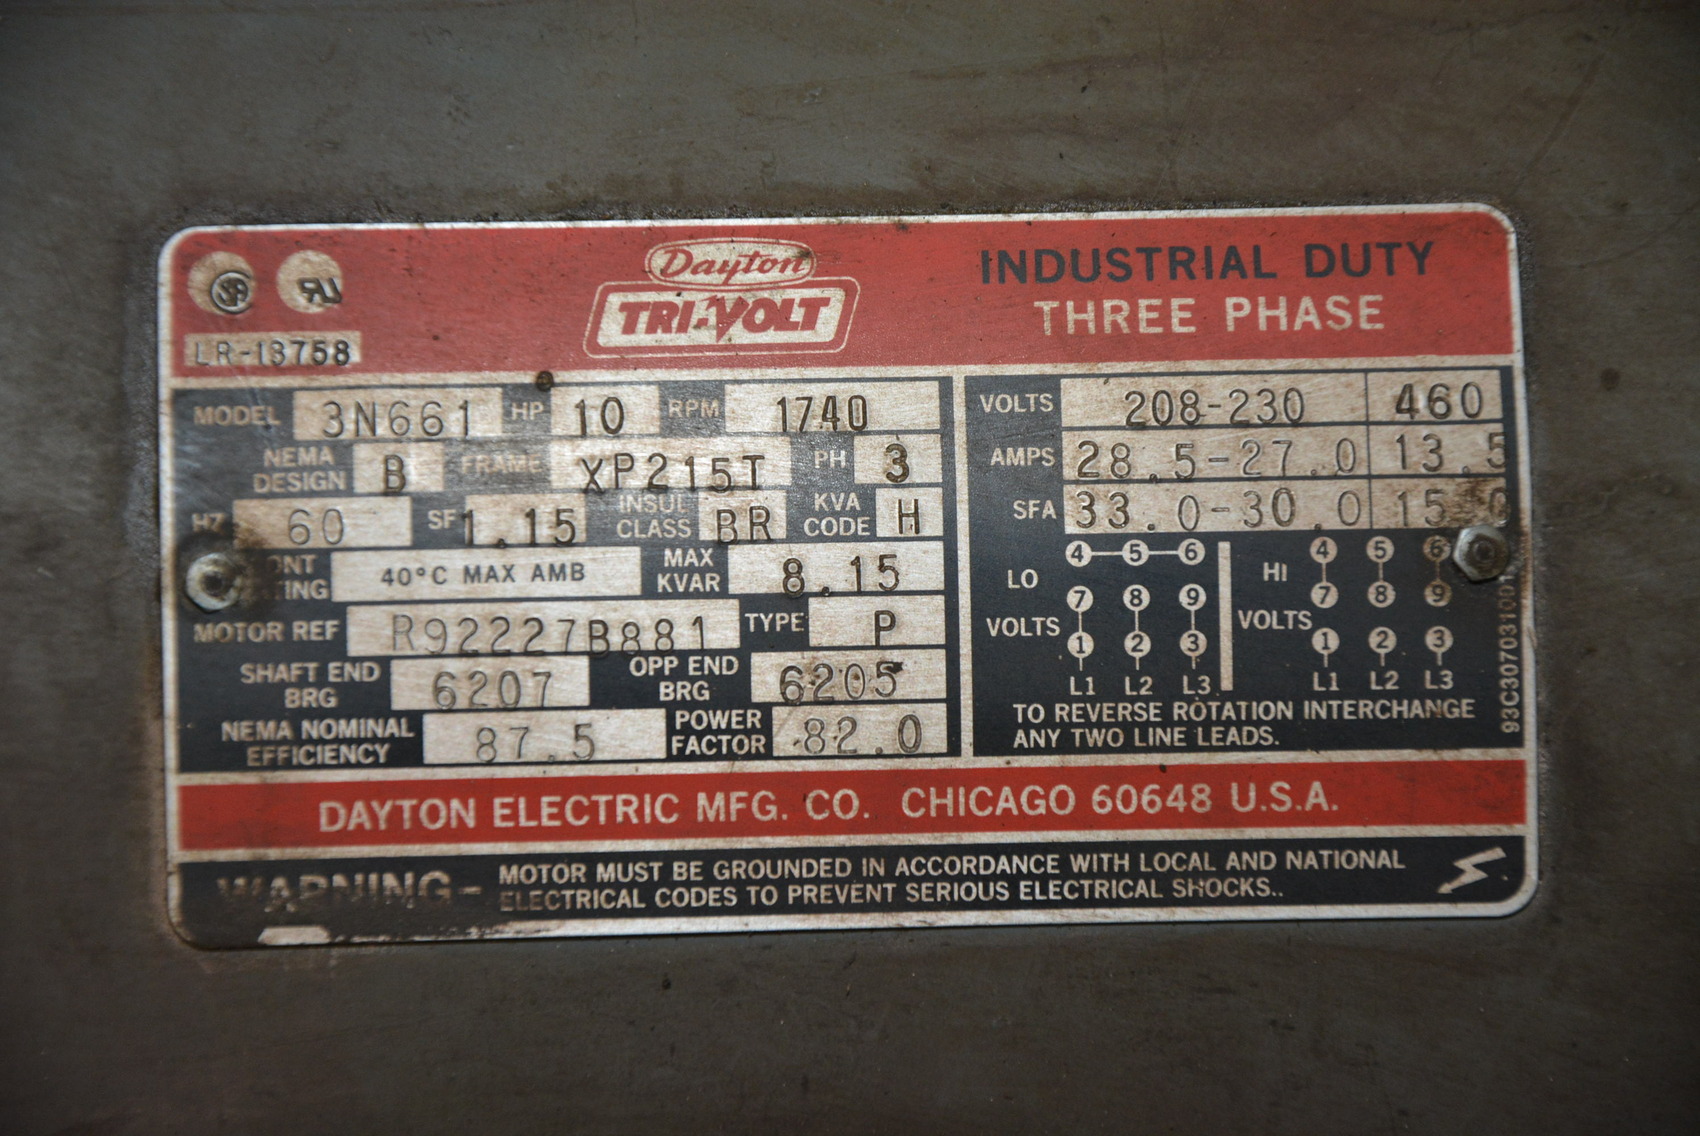 SA RU
LR-13758
Dayton
TRI-VOLT
INDUSTRIAL DUTY
THREE PHASE
MODEL 3N661 HP 10 RPM 1740
NEMA DESIGN B FRAME XP215T PH 3
HZ 60 SF 1.15 INSUL CLASS BR KVA CODE H
40°C MAX AMB MAX KVAR 8.15
MOTOR REF R92227B881 TYPE P
SHAFT END BRG 6207 OPP END BRG 6205
NEMA NOMINAL EFFICIENCY 87.5 POWER FACTOR 82.0
VOLTS 208-230 460
AMPS 28.5-27.0 13.5
SFA 33.0-30.0
LO VOLTS
4 5 6
7 8 9
1 2 3
L1 L2 L3
HI VOLTS
4 5 6
7 8 9
1 2 3
L1 L2 L3
TO REVERSE ROTATION INTERCHANGE
ANY TWO LINE LEADS.
DAYTON ELECTRIC MFG. CO. CHICAGO 60648 U.S.A.
WARNING- MOTOR MUST BE GROUNDED IN ACCORDANCE WITH LOCAL AND NATIONAL
ELECTRICAL CODES TO PREVENT SERIOUS ELECTRICAL SHOCKS..